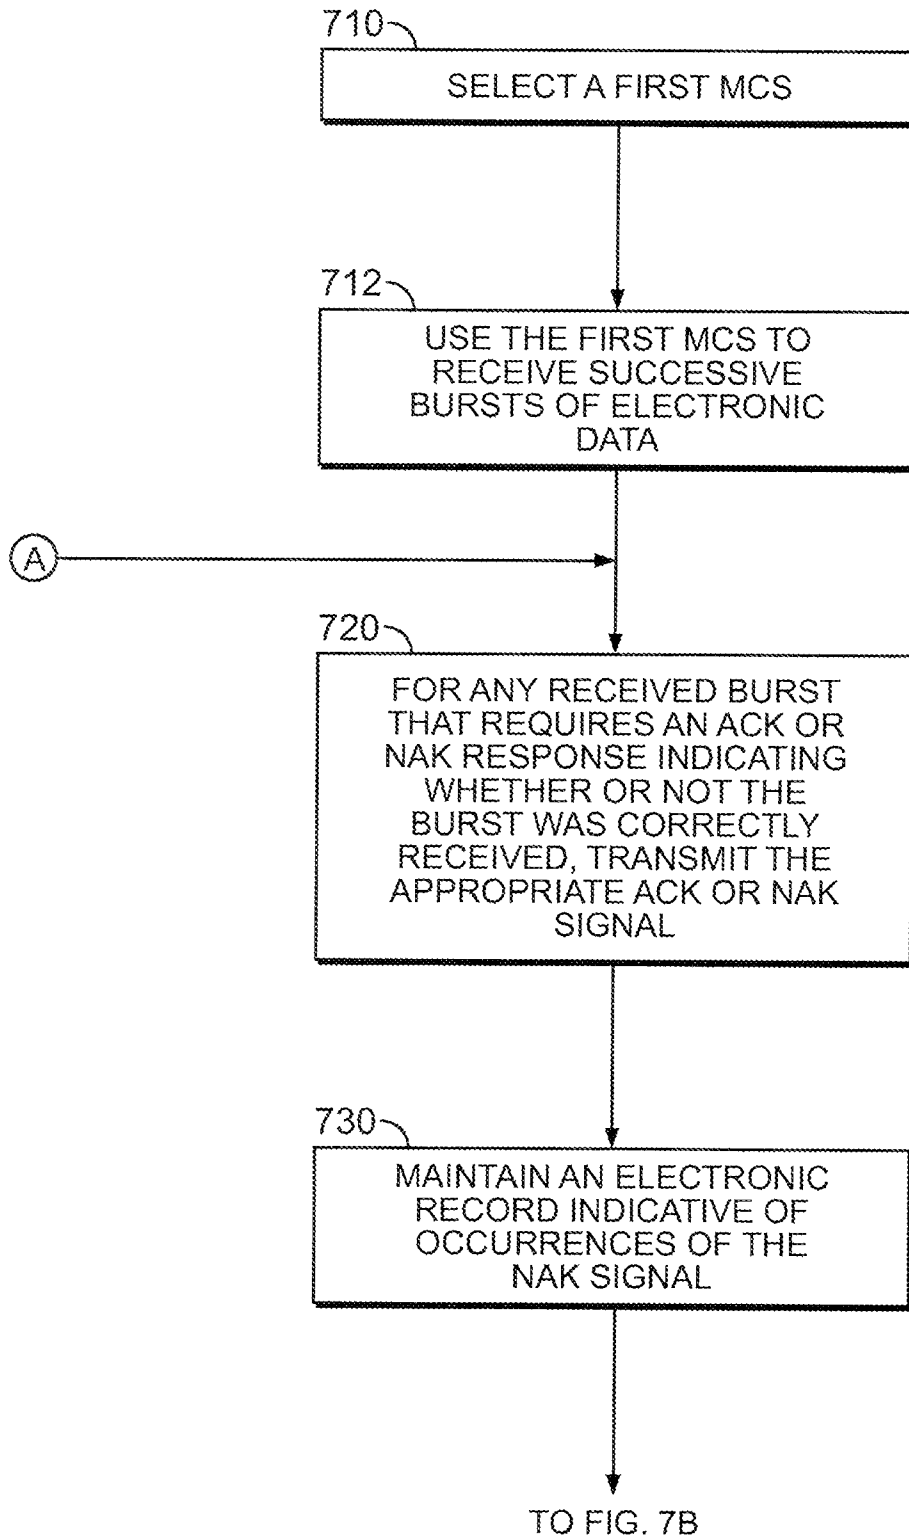 710
SELECT A FIRST MCS
712
USE THE FIRST MCS TO
RECEIVE SUCCESSIVE
BURSTS OF ELECTRONIC
DATA
A
720
FOR ANY RECEIVED BURST
THAT REQUIRES AN ACK OR
NAK RESPONSE INDICATING
WHETHER OR NOT THE
BURST WAS CORRECTLY
RECEIVED, TRANSMIT THE
APPROPRIATE ACK OR NAK
SIGNAL
730
MAINTAIN AN ELECTRONIC
RECORD INDICATIVE OF
OCCURRENCES OF THE
NAK SIGNAL
TO FIG. 7B